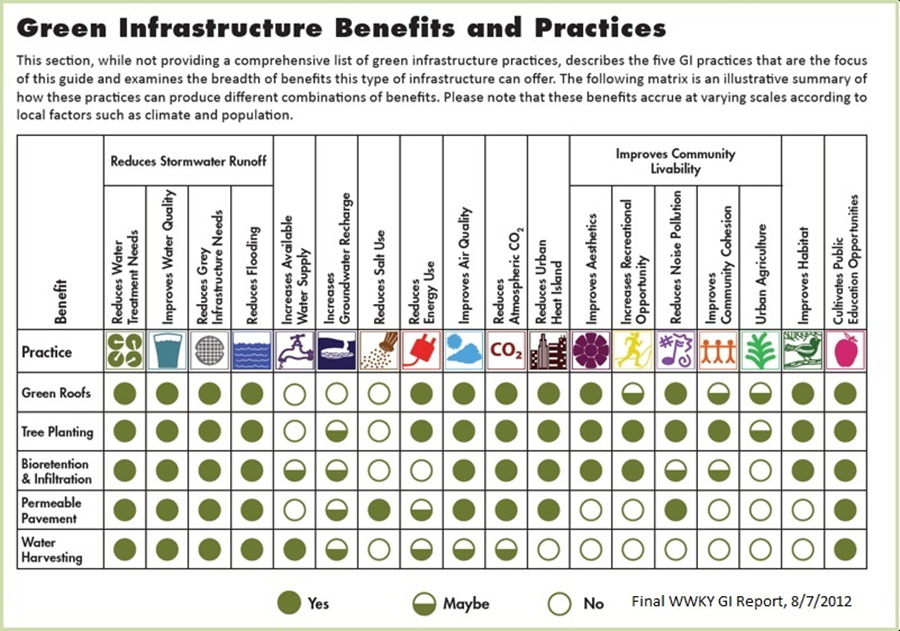 Green Infrastructure Benefits and Practices
This section, while not providing a comprehensive list of green infrastructure practices, describes the five GI practices that are the focus
of this guide and examines the breadth of benefits this type of infrastructure can offer. The following matrix is an illustrative summary of
how these practices can produce different combinations of benefits. Please note that these benefits accrue at varying scales according to
local factors such as climate and population.
Reduces Stormwater Runoff
Improves Community
Livability
Benefit
Reduces Water
Treatment Needs
Improves Water Quality
Reduces Grey
Infrastructure Needs
Reduces Flooding
Increases Available
Water Supply
Increases
Groundwater Recharge
Reduces Salt Use
Reduces
Energy Use
Improves Air Quality
Reduces
Atmospheric CO2
Reduces Urban
Heat Island
Improves Aesthetics
Increases Recreational
Opportunity
Reduces Noise Pollution
Improves
Community Cohesion
Urban Agriculture
Improves Habitat
Cultivates Public
Education Opportunities
Practice
CO2
Green Roofs
Tree Planting
Bioretention
& Infiltration
Permeable
Pavement
Water
Harvesting
Yes
Maybe
No
Final WWKY GI Report, 8/7/2012